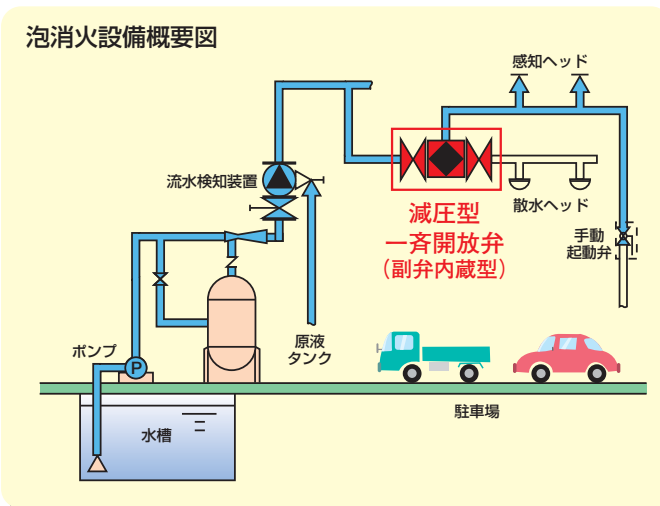 泡消火設備概要図
感知ヘッド
流水検知装置
減圧型
一斉開放弁
(副弁内蔵型)
散水ヘッド
手動
起動弁
原液
タンク
ポンプ
P
駐車場
水槽